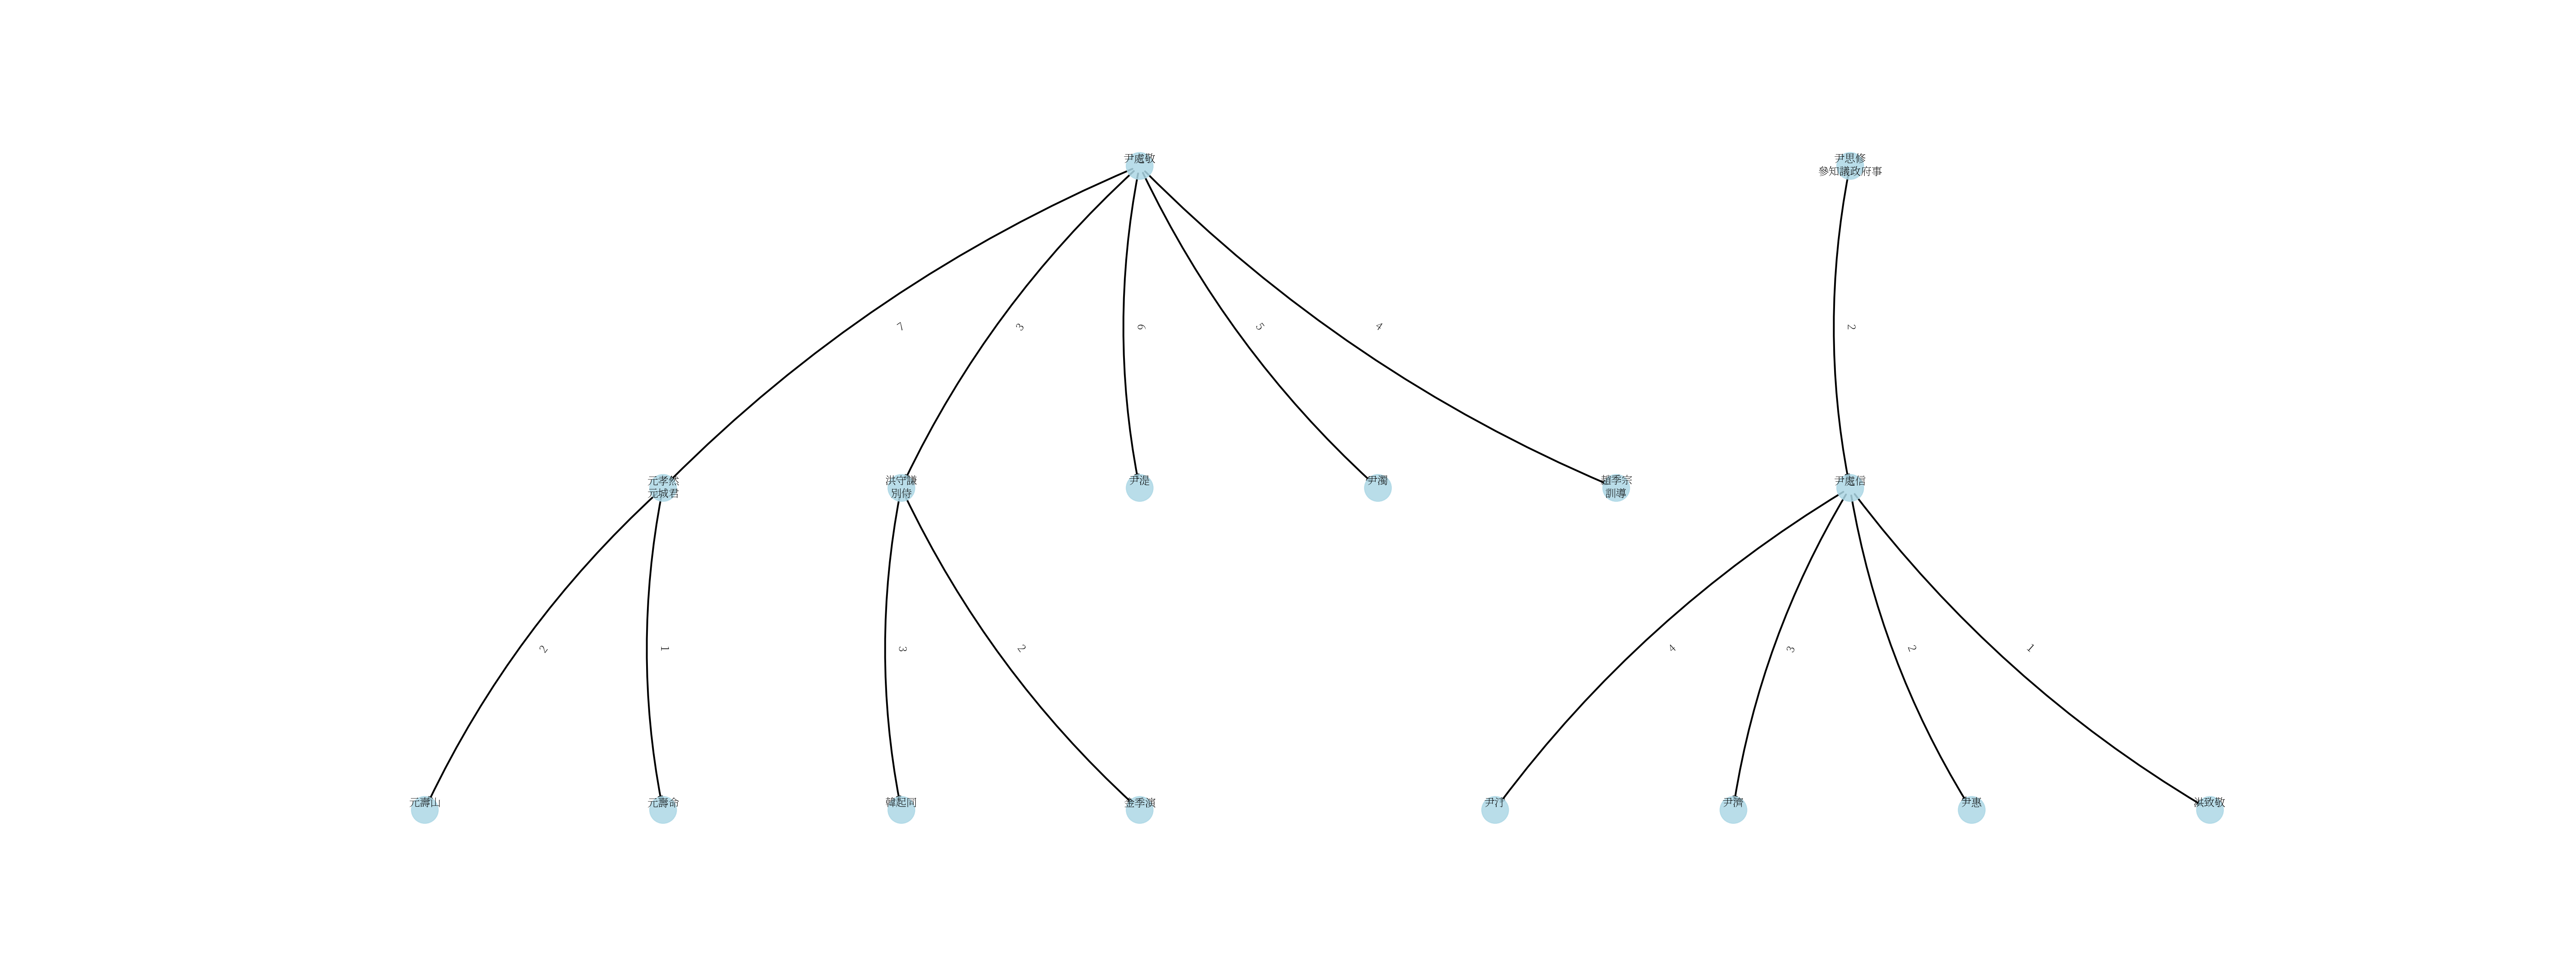 尹處敬
尹思修
參知議政府事
7
3
6
5
4
2
元孝然
元城君
洪守謙
別侍
尹湜
尹濁
趙季宗
訓導
尹處信
2
1
3
2
4
3
2
1
元壽山
元壽命
韓起同
金季演
尹汀
尹濟
尹惠
洪致敬